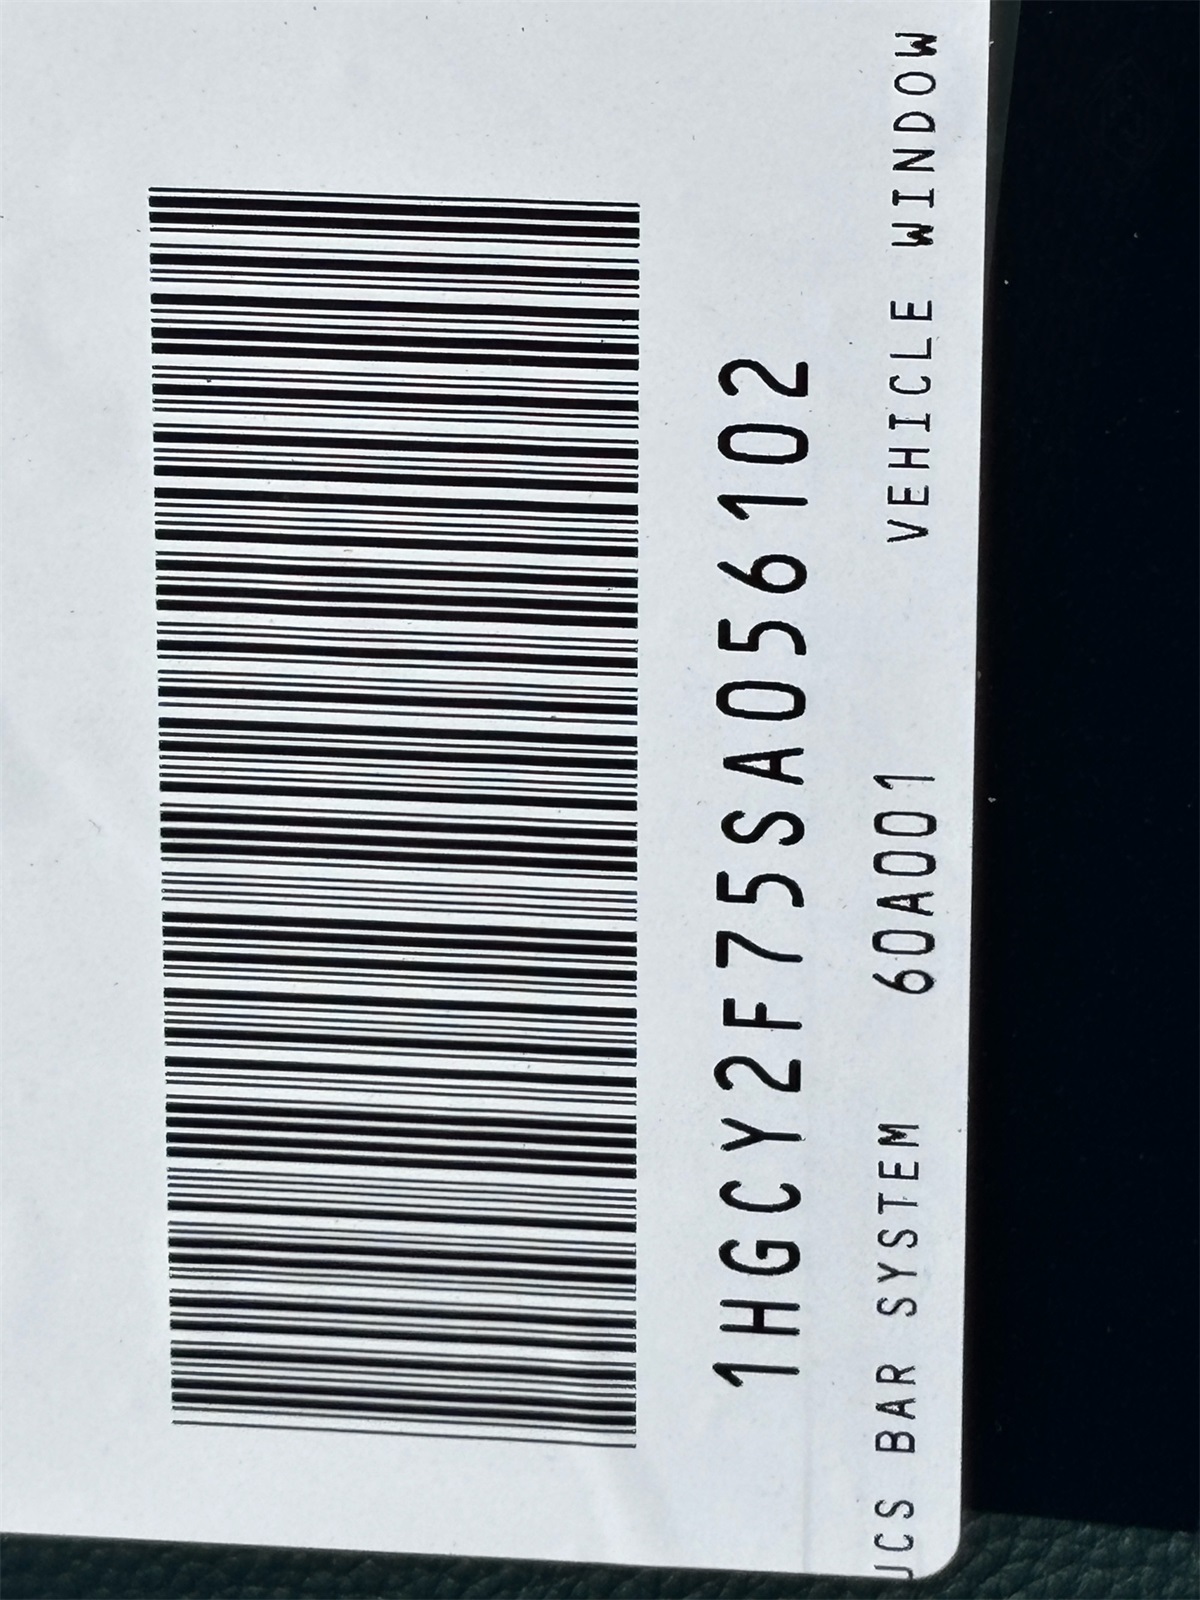 1HGCY2F75SA056102
UCS BAR SYSTEM 60A001 VEHICLE WINDOW